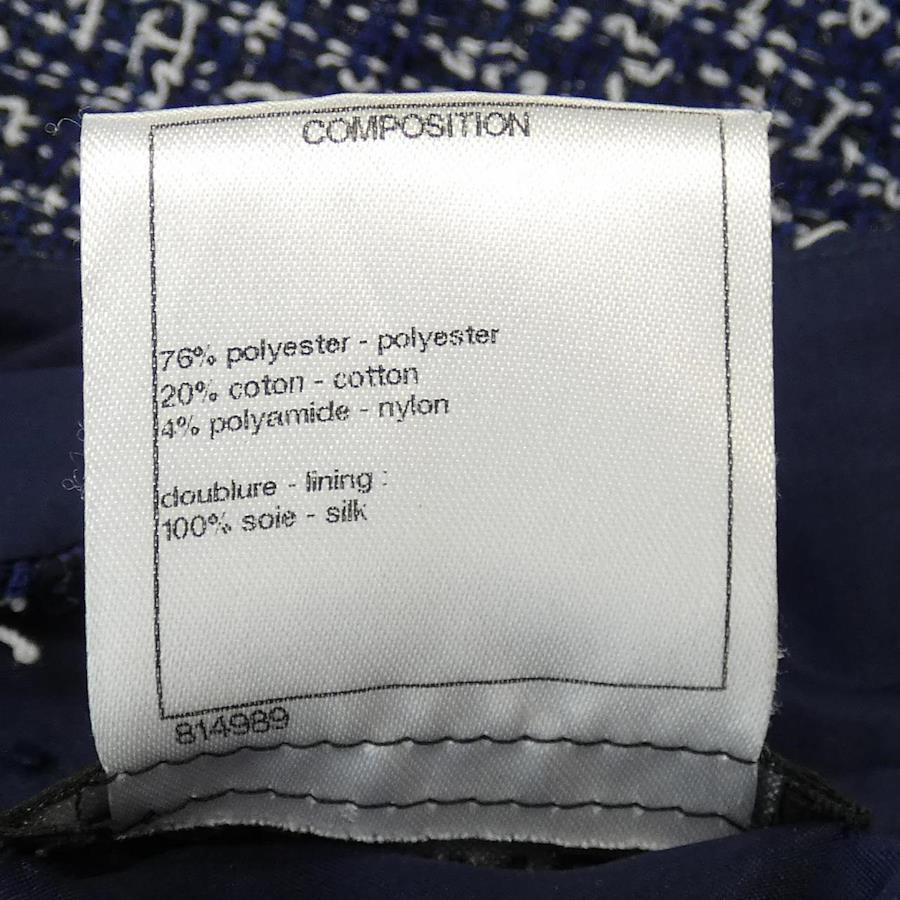 COMPOSITION
76% polyester - polyester
20% coton - cotton
4% polyamide - nylon
doublure - lining :
100% soie - silk
814989